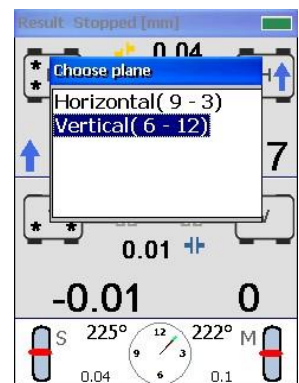 Result Stopped [mm]
0.04
Choose plane
H
Horizontal( 9 - 3)
Vertical( 6 - 12)
7
V
0.01
-0.01 0
S 225° 12 222° M
9 3
0.04 6 0.1